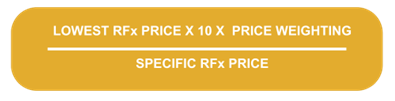 LOWEST RFx PRICE X 10 X PRICE WEIGHTING
SPECIFIC RFx PRICE